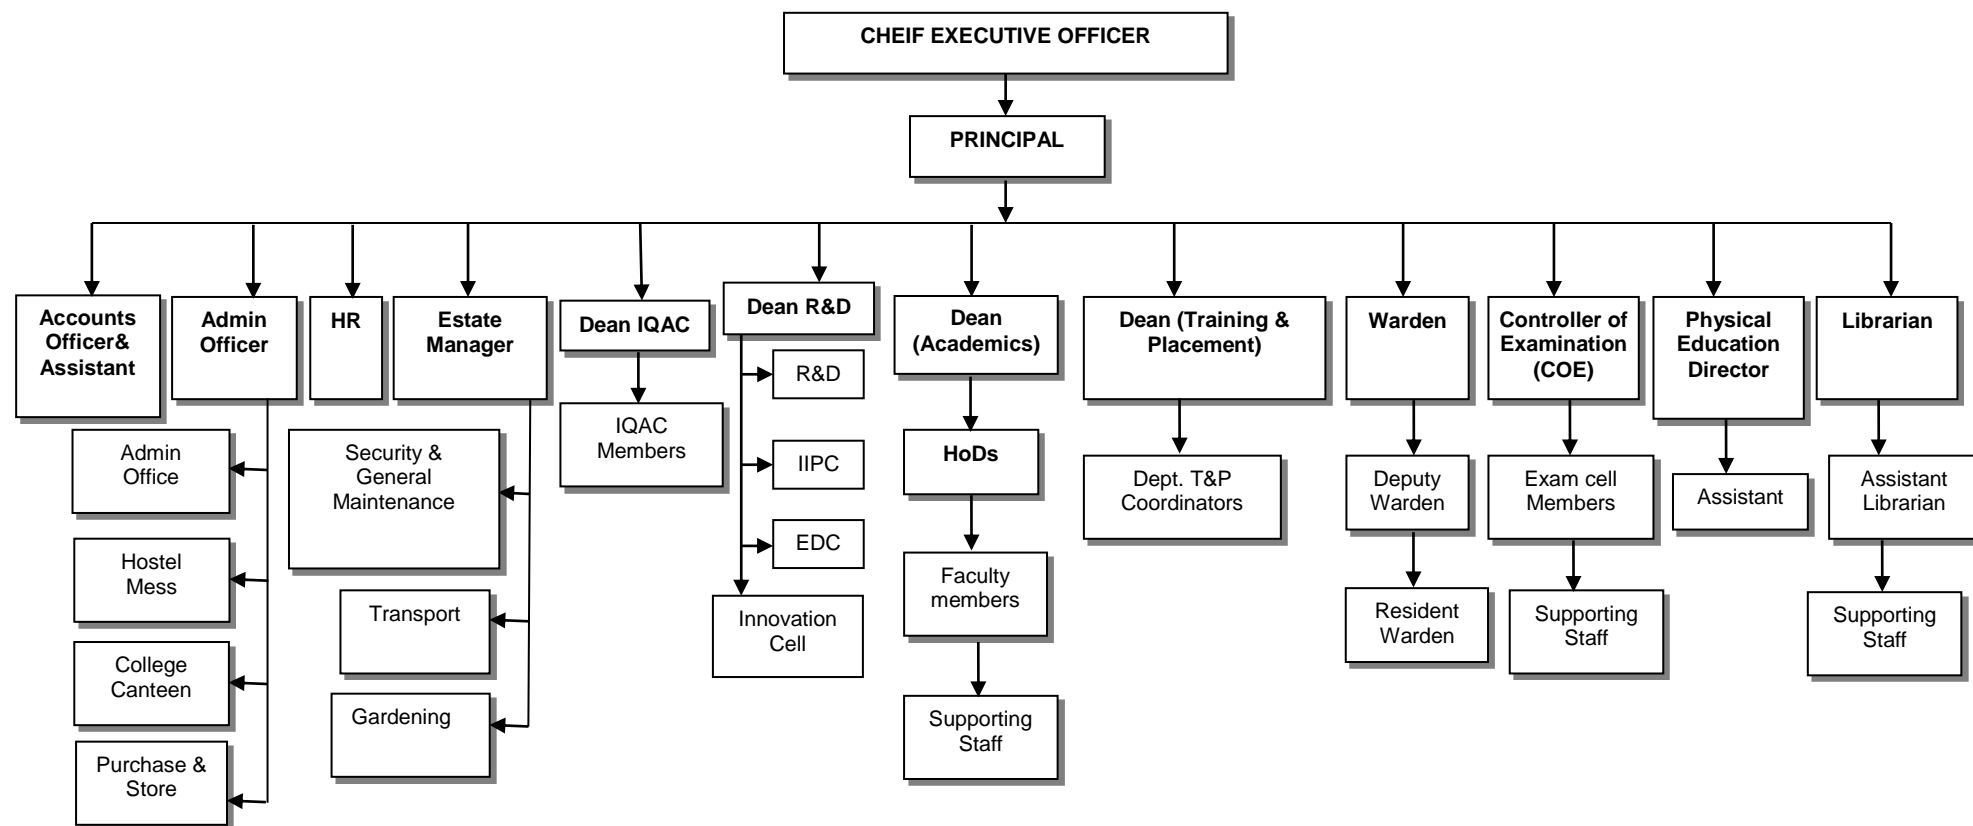 CHEIF EXECUTIVE OFFICER
PRINCIPAL
Accounts
Officer&
Assistant
Admin
Officer
HR
Estate
Manager
Dean IQAC
Dean R&D
Dean
(Academics)
Dean (Training &
Placement)
Warden
Controller of
Examination
(COE)
Physical
Education
Director
Librarian
Admin
Office
Hostel
Mess
College
Canteen
Purchase &
Store
Security &
General
Maintenance
Transport
Gardening
IQAC
Members
R&D
IIPC
EDC
Innovation
Cell
HoDs
Faculty
members
Supporting
Staff
Dept. T&P
Coordinators
Deputy
Warden
Resident
Warden
Exam cell
Members
Supporting
Staff
Assistant
Assistant
Librarian
Supporting
Staff